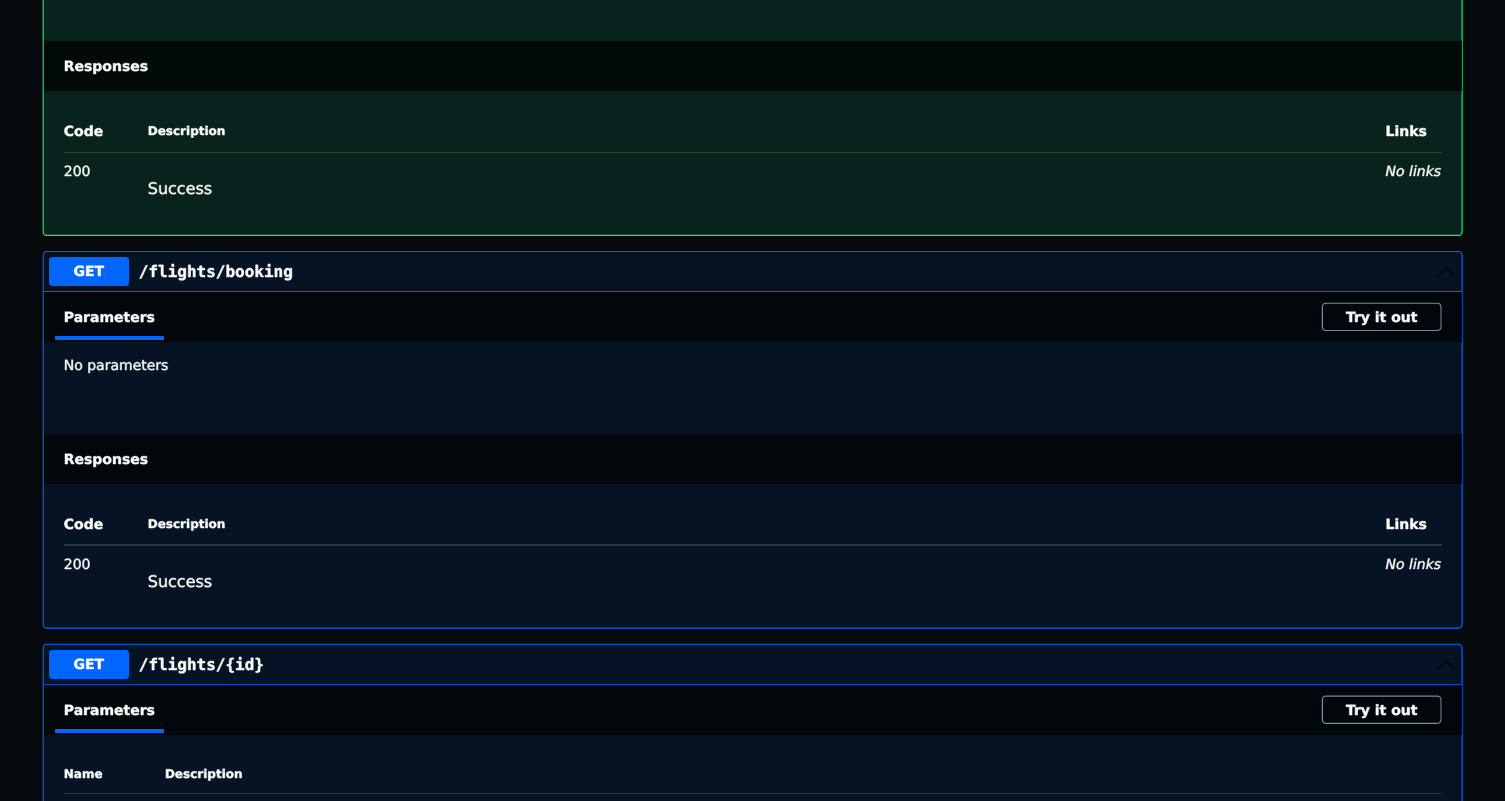 Responses
Code Description Links
200 No links
Success
GET /flights/booking
Parameters Try it out
No parameters
Responses
Code Description Links
200 No links
Success
GET /flights/{id}
Parameters Try it out
Name Description